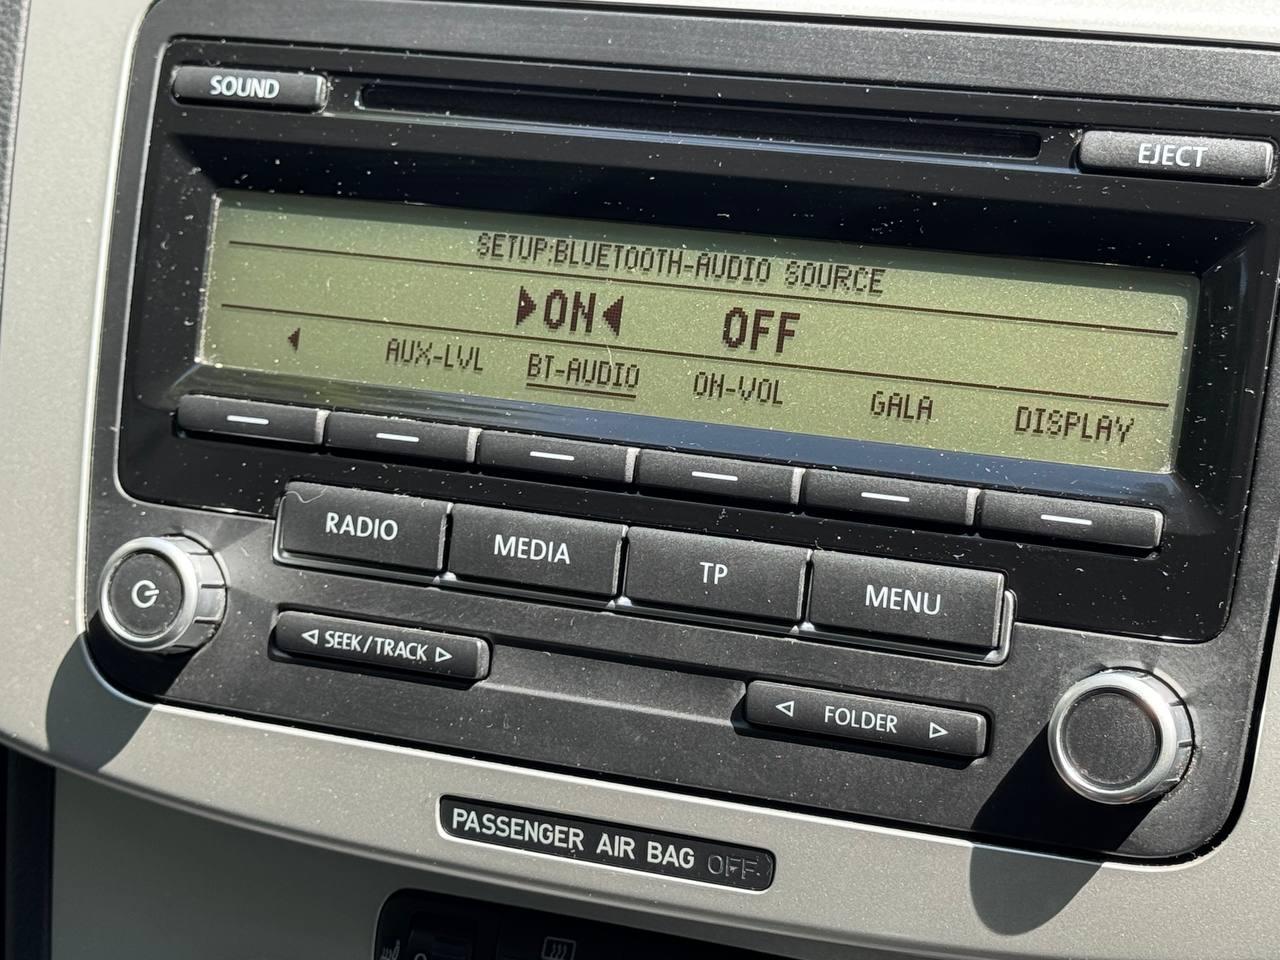 SOUND
EJECT
SETUP:BLUETOOTH-AUDIO SOURCE
ON OFF
AUX-LVL BT-AUDIO ON-VOL GALA DISPLAY
RADIO MEDIA TP MENU
SEEK/TRACK
FOLDER
PASSENGER AIR BAG OFF